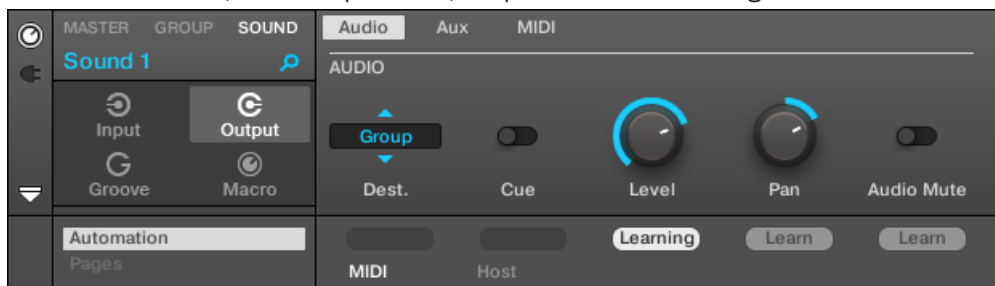 MASTER GROUP SOUND
Sound 1
Input Output
Groove Macro
Automation
Pages
Audio Aux MIDI
AUDIO
Group
Dest. Cue Level Pan Audio Mute
Learning Learn Learn
MIDI Host